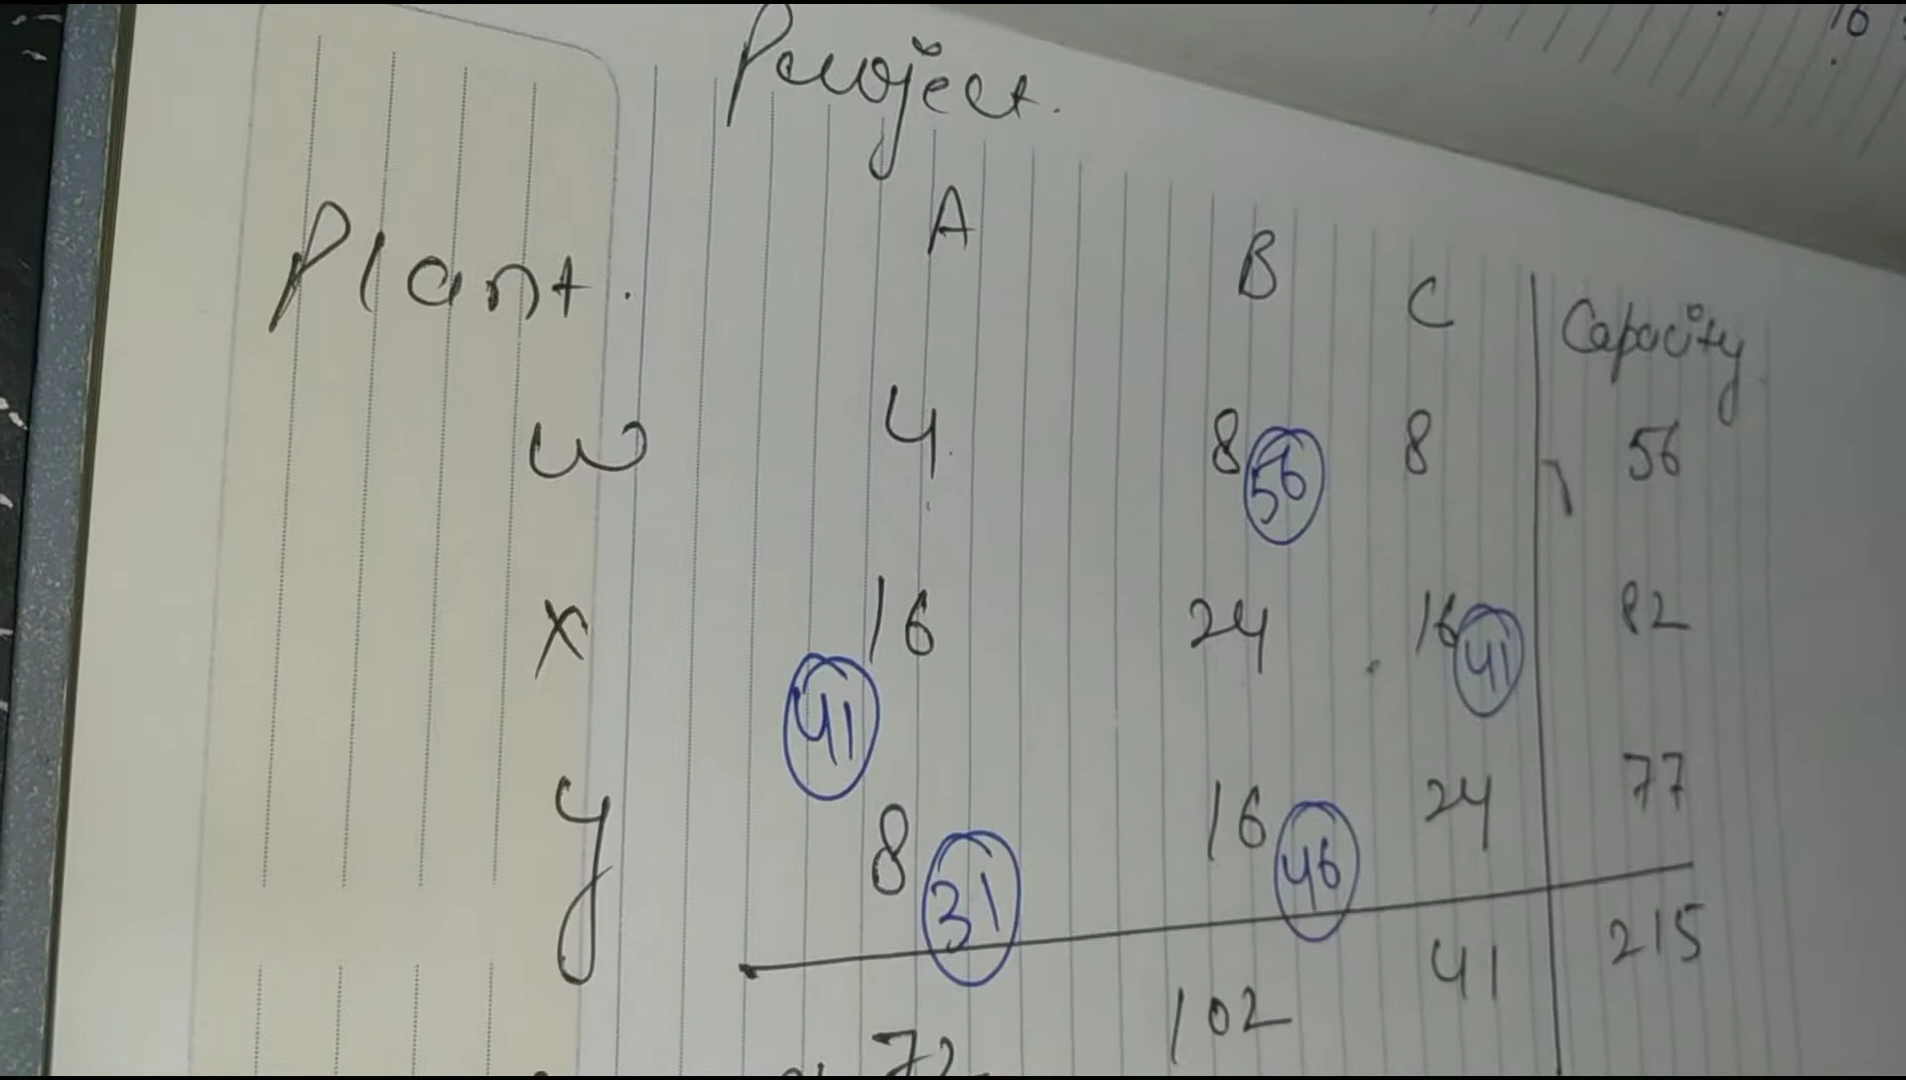 Project.
Plant. A B C Capacity
w 4 8 56 8 56
x 16 41 24 16 41 82
y 8 31 16 46 24 77
72 102 41 215